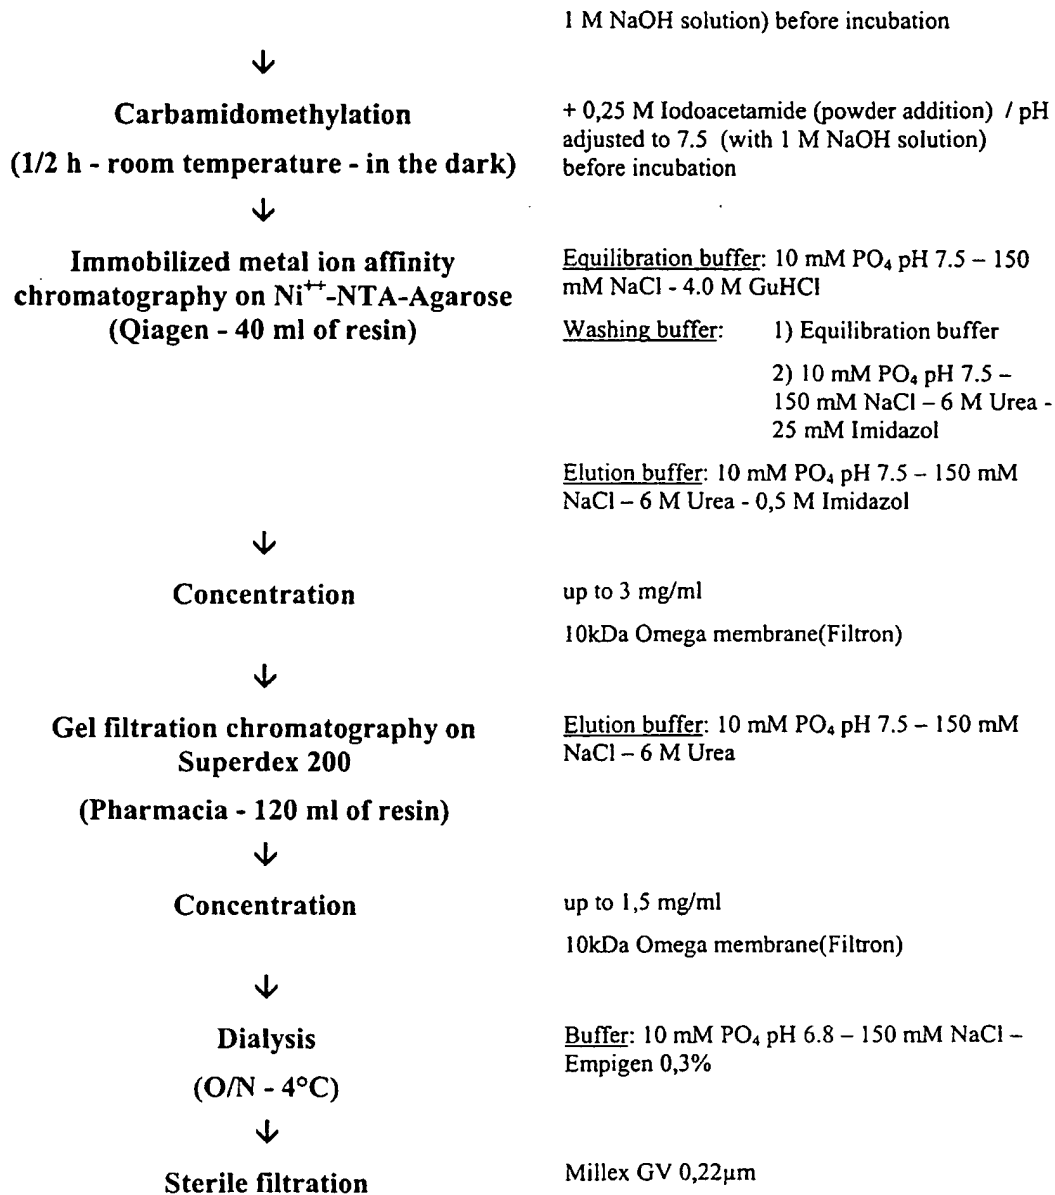 1 M NaOH solution) before incubation
↓
Carbamidomethylation
(1/2 h - room temperature - in the dark)
+ 0,25 M Iodoacetamide (powder addition) / pH
adjusted to 7.5 (with 1 M NaOH solution)
before incubation
↓
Immobilized metal ion affinity
chromatography on Ni⁺⁺-NTA-Agarose
(Qiagen - 40 ml of resin)
Equilibration buffer: 10 mM PO₄ pH 7.5 – 150
mM NaCl - 4.0 M GuHCl
Washing buffer: 1) Equilibration buffer
2) 10 mM PO₄ pH 7.5 –
150 mM NaCl – 6 M Urea -
25 mM Imidazol
Elution buffer: 10 mM PO₄ pH 7.5 – 150 mM
NaCl – 6 M Urea - 0,5 M Imidazol
↓
Concentration
up to 3 mg/ml
10kDa Omega membrane(Filtron)
↓
Gel filtration chromatography on
Superdex 200
(Pharmacia - 120 ml of resin)
Elution buffer: 10 mM PO₄ pH 7.5 – 150 mM
NaCl – 6 M Urea
↓
Concentration
up to 1,5 mg/ml
10kDa Omega membrane(Filtron)
↓
Dialysis
(O/N - 4°C)
Buffer: 10 mM PO₄ pH 6.8 – 150 mM NaCl –
Empigen 0,3%
↓
Sterile filtration
Millex GV 0,22µm